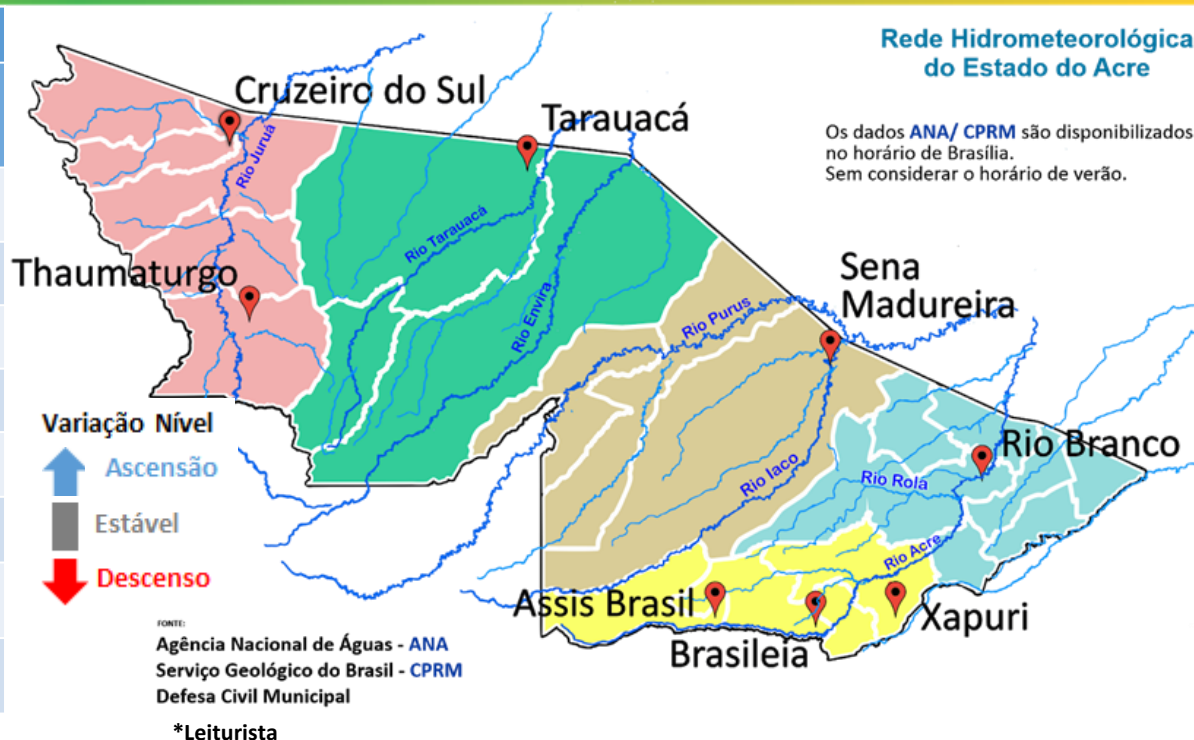 Rede Hidrometeorológica
do Estado do Acre
Os dados ANA/ CPRM são disponibilizados
no horário de Brasília.
Sem considerar o horário de verão.
Cruzeiro do Sul
Tarauacá
Rio Juruá
Rio Tarauacá
Thaumaturgo
Rio Envira
Sena
Madureira
Rio Purus
Variação Nível
Ascensão
Estável
Descenso
Rio Branco
Rio Iaco
Rio Rola
Rio Acre
Assis Brasil
Xapuri
Brasileia
FONTE:
Agência Nacional de Águas - ANA
Serviço Geológico do Brasil - CPRM
Defesa Civil Municipal
*Leiturista